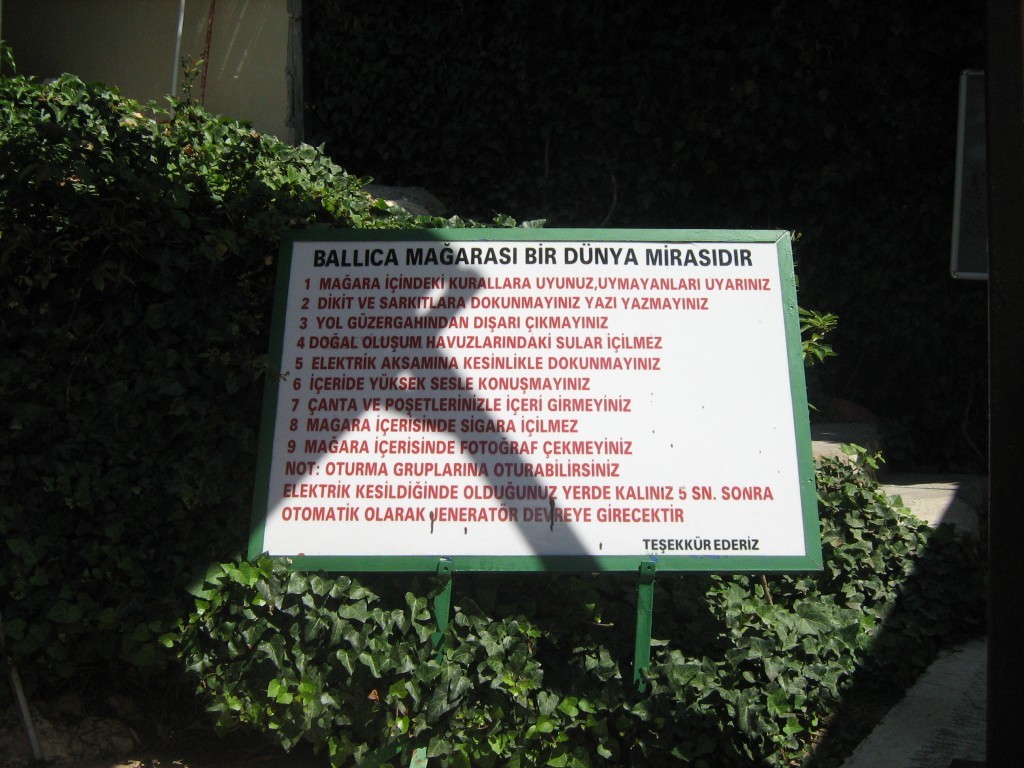 BALLICA MAĞARASI BİR DÜNYA MİRASIDIR
1 MAĞARA İÇİNDEKİ KURALLARA UYUNUZ,UYMAYANLARI UYARINIZ
2 DİKİT VE SARKITLARA DOKUNMAYINIZ YAZI YAZMAYINIZ
3 YOL GÜZERGAHINDAN DIŞARI ÇIKMAYINIZ
4 DOĞAL OLUŞUM HAVUZLARINDAKİ SULAR İÇİLMEZ
5 ELEKTRİK AKSAMINA KESİNLİKLE DOKUNMAYINIZ
6 İÇERİDE YÜKSEK SESLE KONUŞMAYINIZ
7 ÇANTA VE POŞETLERİNİZLE İÇERİ GİRMEYİNİZ
8 MAGARA İÇERİSİNDE SİGARA İÇİLMEZ
9 MAĞARA İÇERİSİNDE FOTOĞRAF ÇEKMEYİNİZ
NOT: OTURMA GRUPLARINA OTURABİLİRSİNİZ
ELEKTRİK KESİLDİĞİNDE OLDUĞUNUZ YERDE KALINIZ 5 SN. SONRA
OTOMATİK OLARAK JENERATÖR DEVREYE GİRECEKTİR
TEŞEKKÜR EDERİZ